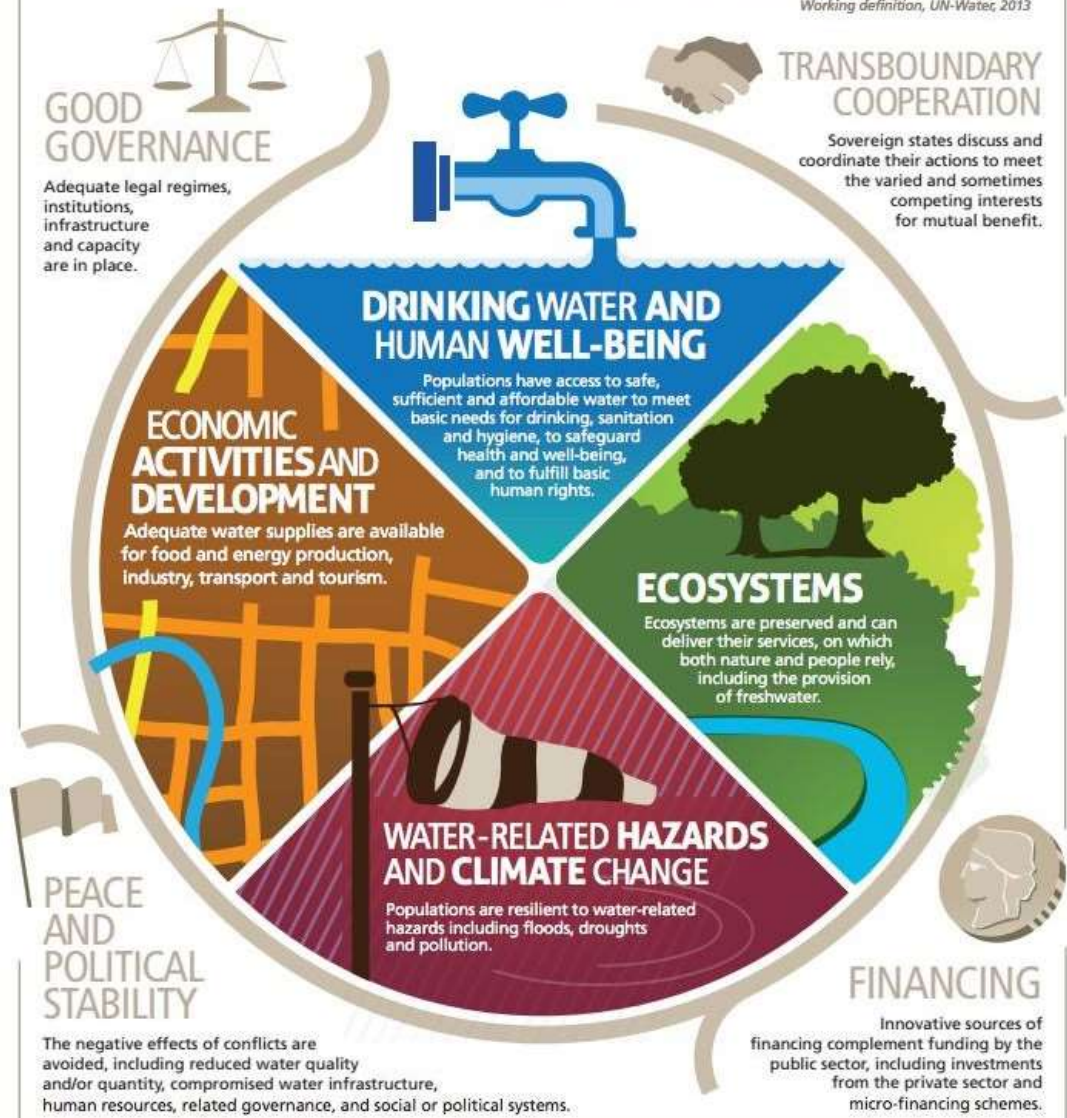 Working definition, UN-Water, 2013
GOOD
GOVERNANCE
Adequate legal regimes,
institutions,
infrastructure
and capacity
are in place.
TRANSBOUNDARY
COOPERATION
Sovereign states discuss and
coordinate their actions to meet
the varied and sometimes
competing interests
for mutual benefit.
DRINKING WATER AND
HUMAN WELL-BEING
Populations have access to safe,
sufficient and affordable water to meet
basic needs for drinking, sanitation
and hygiene, to safeguard
health and well-being,
and to fulfill basic
human rights.
ECONOMIC
ACTIVITIES AND
DEVELOPMENT
Adequate water supplies are available
for food and energy production,
industry, transport and tourism.
ECOSYSTEMS
Ecosystems are preserved and can
deliver their services, on which
both nature and people rely,
including the provision
of freshwater.
WATER-RELATED HAZARDS
AND CLIMATE CHANGE
Populations are resilient to water-related
hazards including floods, droughts
and pollution.
PEACE
AND
POLITICAL
STABILITY
The negative effects of conflicts are
avoided, including reduced water quality
and/or quantity, compromised water infrastructure,
human resources, related governance, and social or political systems.
FINANCING
Innovative sources of
financing complement funding by the
public sector, including investments
from the private sector and
micro-financing schemes.